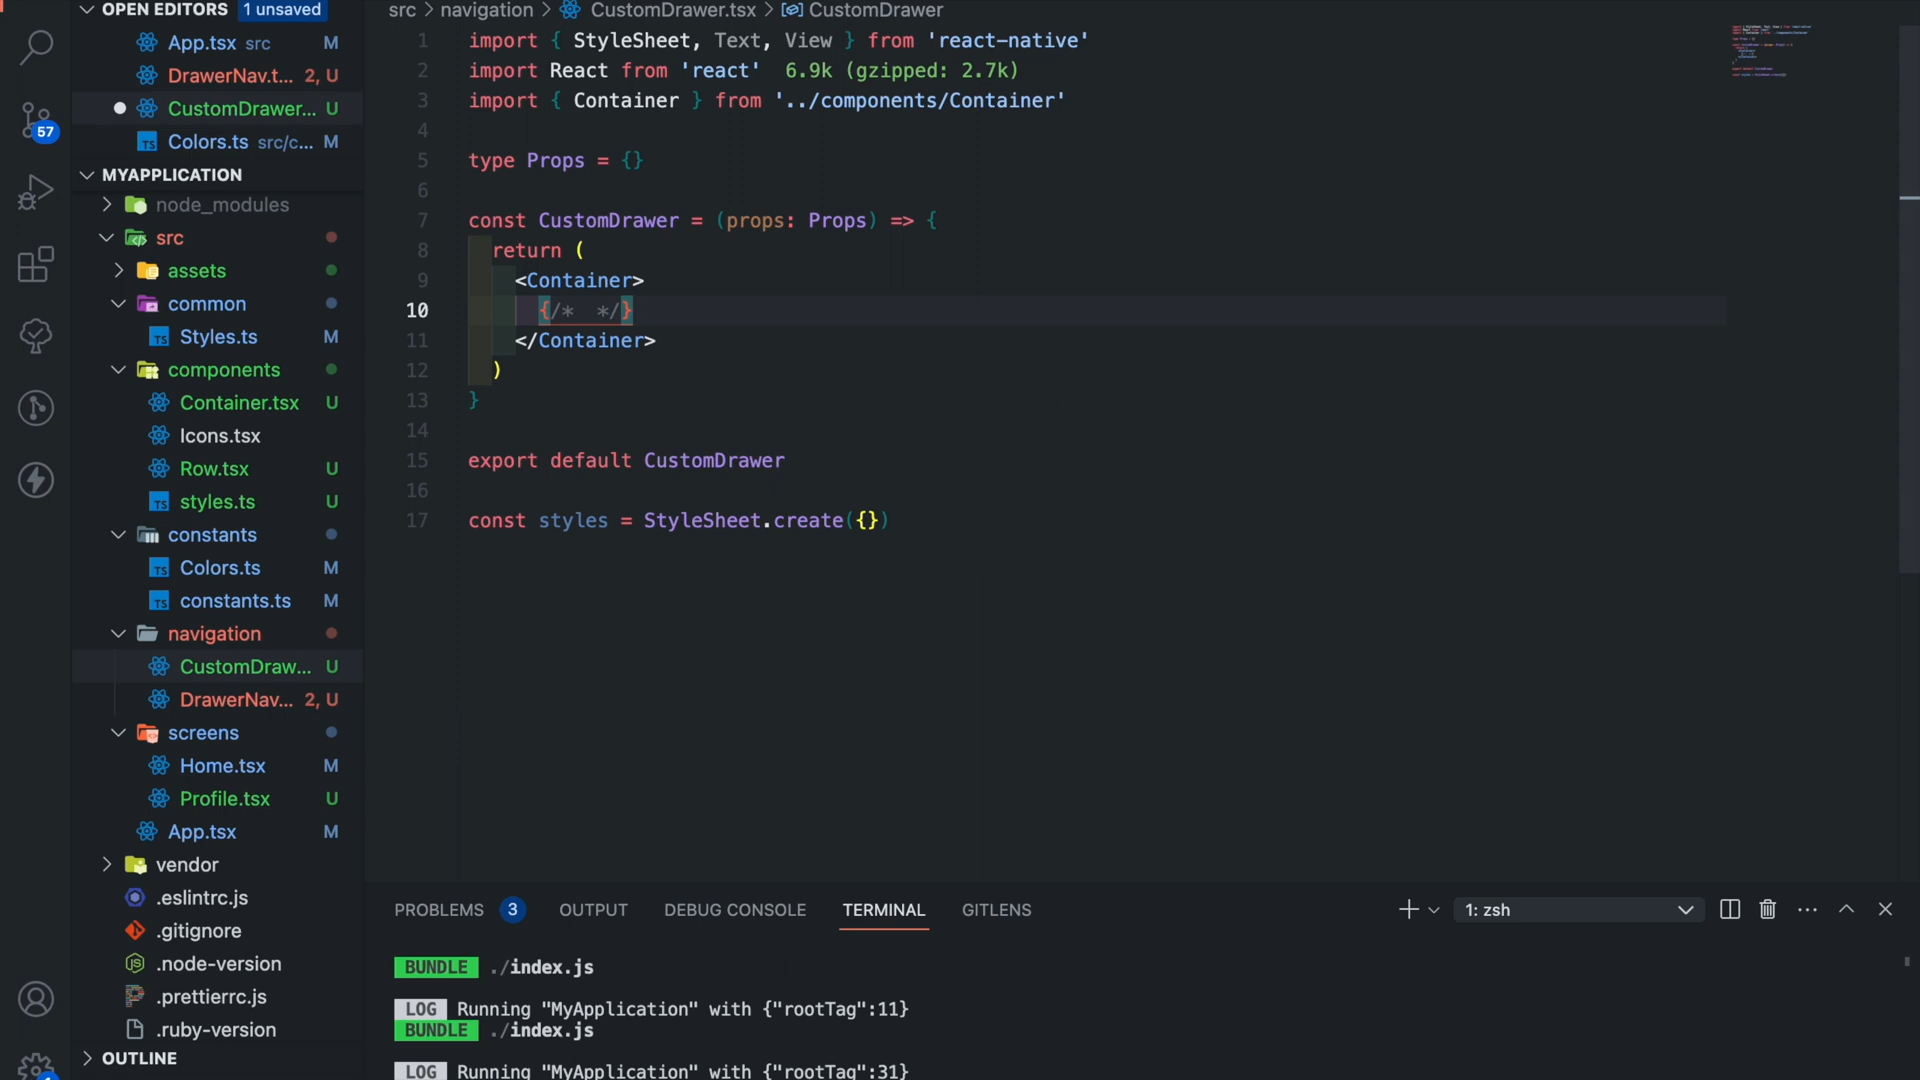 OPEN EDITORS 1 unsaved
App.tsx src M
DrawerNav.t... 2, U
CustomDrawer... U
Colors.ts src/c... M
MYAPPLICATION
node_modules
src
assets
common
Styles.ts M
components
Container.tsx U
Icons.tsx
Row.tsx U
styles.ts U
constants
Colors.ts M
constants.ts M
navigation
CustomDraw... U
DrawerNav... 2, U
screens
Home.tsx M
Profile.tsx U
App.tsx M
vendor
.eslintrc.js
.gitignore
.node-version
.prettierrc.js
.ruby-version
OUTLINE
57
src > navigation > CustomDrawer.tsx > CustomDrawer
1 import { StyleSheet, Text, View } from 'react-native'
2 import React from 'react' 6.9k (gzipped: 2.7k)
3 import { Container } from '../components/Container'
4
5 type Props = {}
6
7 const CustomDrawer = (props: Props) => {
8 return (
9 <Container>
10 {/*  */}
11 </Container>
12 )
13 }
14
15 export default CustomDrawer
16
17 const styles = StyleSheet.create({})
PROBLEMS 3 OUTPUT DEBUG CONSOLE TERMINAL GITLENS 1: zsh
BUNDLE ./index.js
LOG Running "MyApplication" with {"rootTag":11}
BUNDLE ./index.js
LOG Running "MyApplication" with {"rootTag":31}